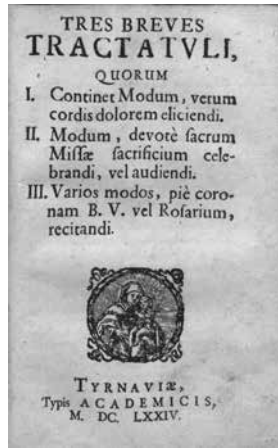 TRES BREVES
TRACTATVLI,
QUORUM
I. Continet Modum, verum
cordis dolorem eliciendi.
II. Modum, devotè sacrum
Missæ sacrificium cele-
brandi, vel audiendi.
III. Varios modos, piè coro-
nam B. V. vel Rosarium,
recitandi.
TYRNAVIÆ,
Typis ACADEMICIS,
M. DC. LXXIV.